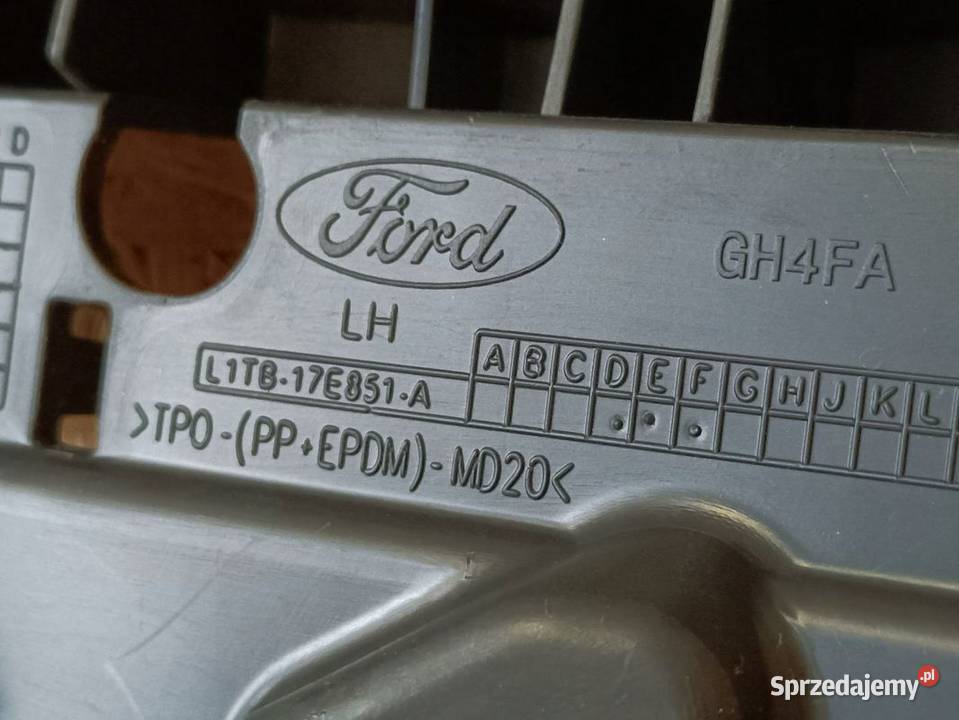 D
Ford
GH4FA
LH
A B C D E F G H J K L
L1TB-17E851-A
>TPO-(PP+EPDM)-MD20<
Sprzedajemy.pl